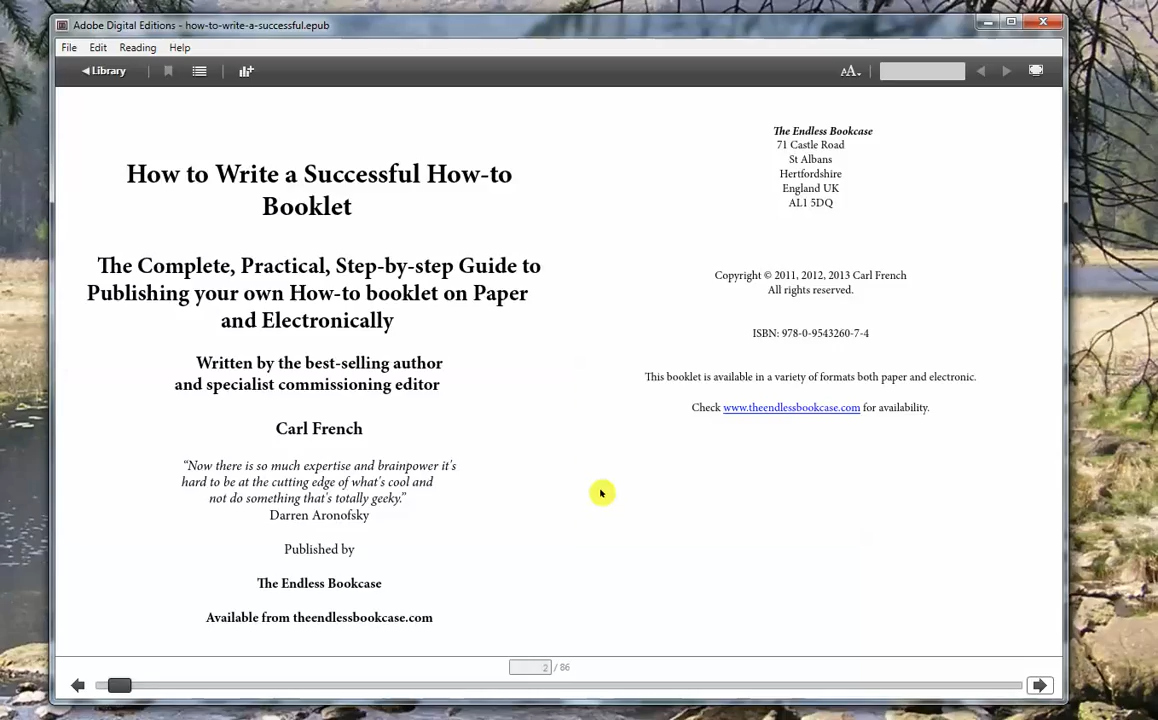 Adobe Digital Editions - how-to-write-a-successful.epub
File Edit Reading Help
Library
AA
How to Write a Successful How-to
Booklet
The Complete, Practical, Step-by-step Guide to
Publishing your own How-to booklet on Paper
and Electronically
Written by the best-selling author
and specialist commissioning editor
Carl French
“Now there is so much expertise and brainpower it's
hard to be at the cutting edge of what's cool and
not do something that's totally geeky.”
Darren Aronofsky
Published by
The Endless Bookcase
Available from theendlessbookcase.com
The Endless Bookcase
71 Castle Road
St Albans
Hertfordshire
England UK
AL1 5DQ
Copyright © 2011, 2012, 2013 Carl French
All rights reserved.
ISBN: 978-0-9543260-7-4
This booklet is available in a variety of formats both paper and electronic.
Check www.theendlessbookcase.com for availability.
2 / 86